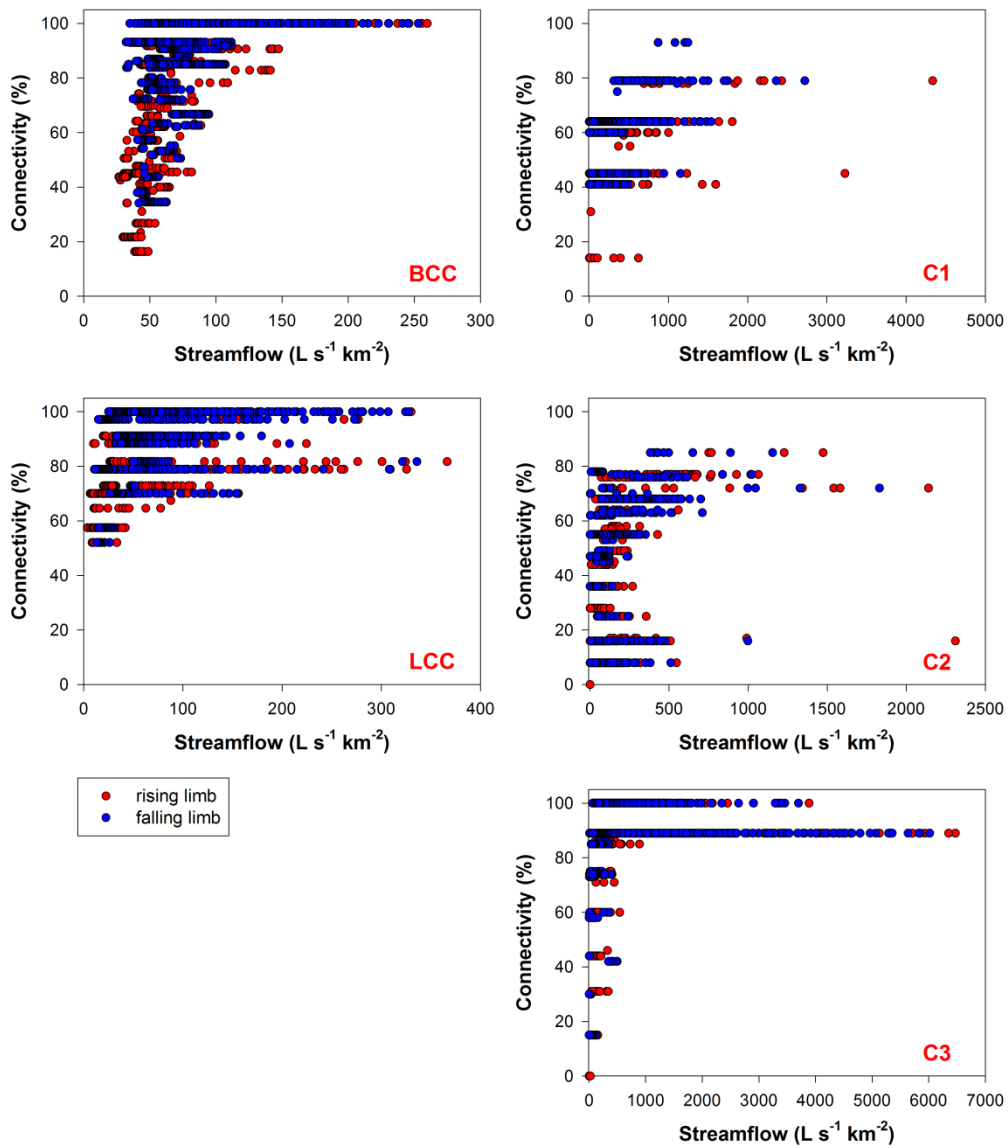 Connectivity (%)
100
80
60
40
20
0
0 50 100 150 200 250 300
Streamflow (L s⁻¹ km⁻²)
BCC
Connectivity (%)
100
80
60
40
20
0
0 1000 2000 3000 4000 5000
Streamflow (L s⁻¹ km⁻²)
C1
Connectivity (%)
100
80
60
40
20
0
0 100 200 300 400
Streamflow (L s⁻¹ km⁻²)
LCC
Connectivity (%)
100
80
60
40
20
0
0 500 1000 1500 2000 2500
Streamflow (L s⁻¹ km⁻²)
C2
rising limb
falling limb
Connectivity (%)
100
80
60
40
20
0
0 1000 2000 3000 4000 5000 6000 7000
Streamflow (L s⁻¹ km⁻²)
C3